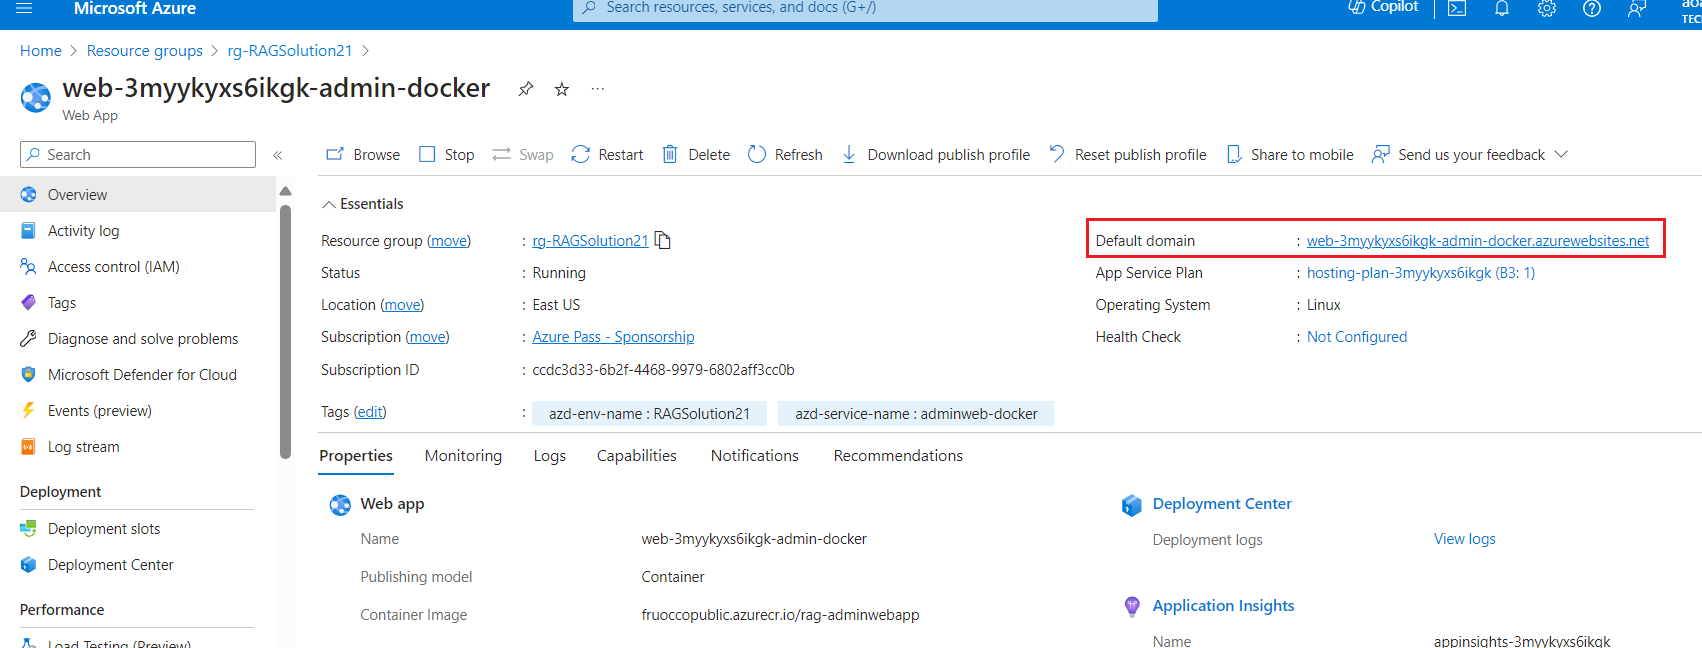 Microsoft Azure
Search resources, services, and docs (G+/)
Copilot
Home > Resource groups > rg-RAGSolution21 >
web-3myykyxs6ikgk-admin-docker
Web App
Search
Browse Stop Swap Restart Delete Refresh Download publish profile Reset publish profile Share to mobile Send us your feedback
Overview
Activity log
Access control (IAM)
Tags
Diagnose and solve problems
Microsoft Defender for Cloud
Events (preview)
Log stream
Deployment
Deployment slots
Deployment Center
Performance
Load Testing (Preview)
Essentials
Resource group (move) : rg-RAGSolution21
Status : Running
Location (move) : East US
Subscription (move) : Azure Pass - Sponsorship
Subscription ID : ccdc3d33-6b2f-4468-9979-6802aff3cc0b
Tags (edit) : azd-env-name : RAGSolution21 azd-service-name : adminweb-docker
Default domain : web-3myykyxs6ikgk-admin-docker.azurewebsites.net
App Service Plan : hosting-plan-3myykyxs6ikgk (B3: 1)
Operating System : Linux
Health Check : Not Configured
Properties Monitoring Logs Capabilities Notifications Recommendations
Web app
Name web-3myykyxs6ikgk-admin-docker
Publishing model Container
Container Image fruoccopublic.azurecr.io/rag-adminwebapp
Deployment Center
Deployment logs View logs
Application Insights
Name appinsights-3myykyxs6ikgk